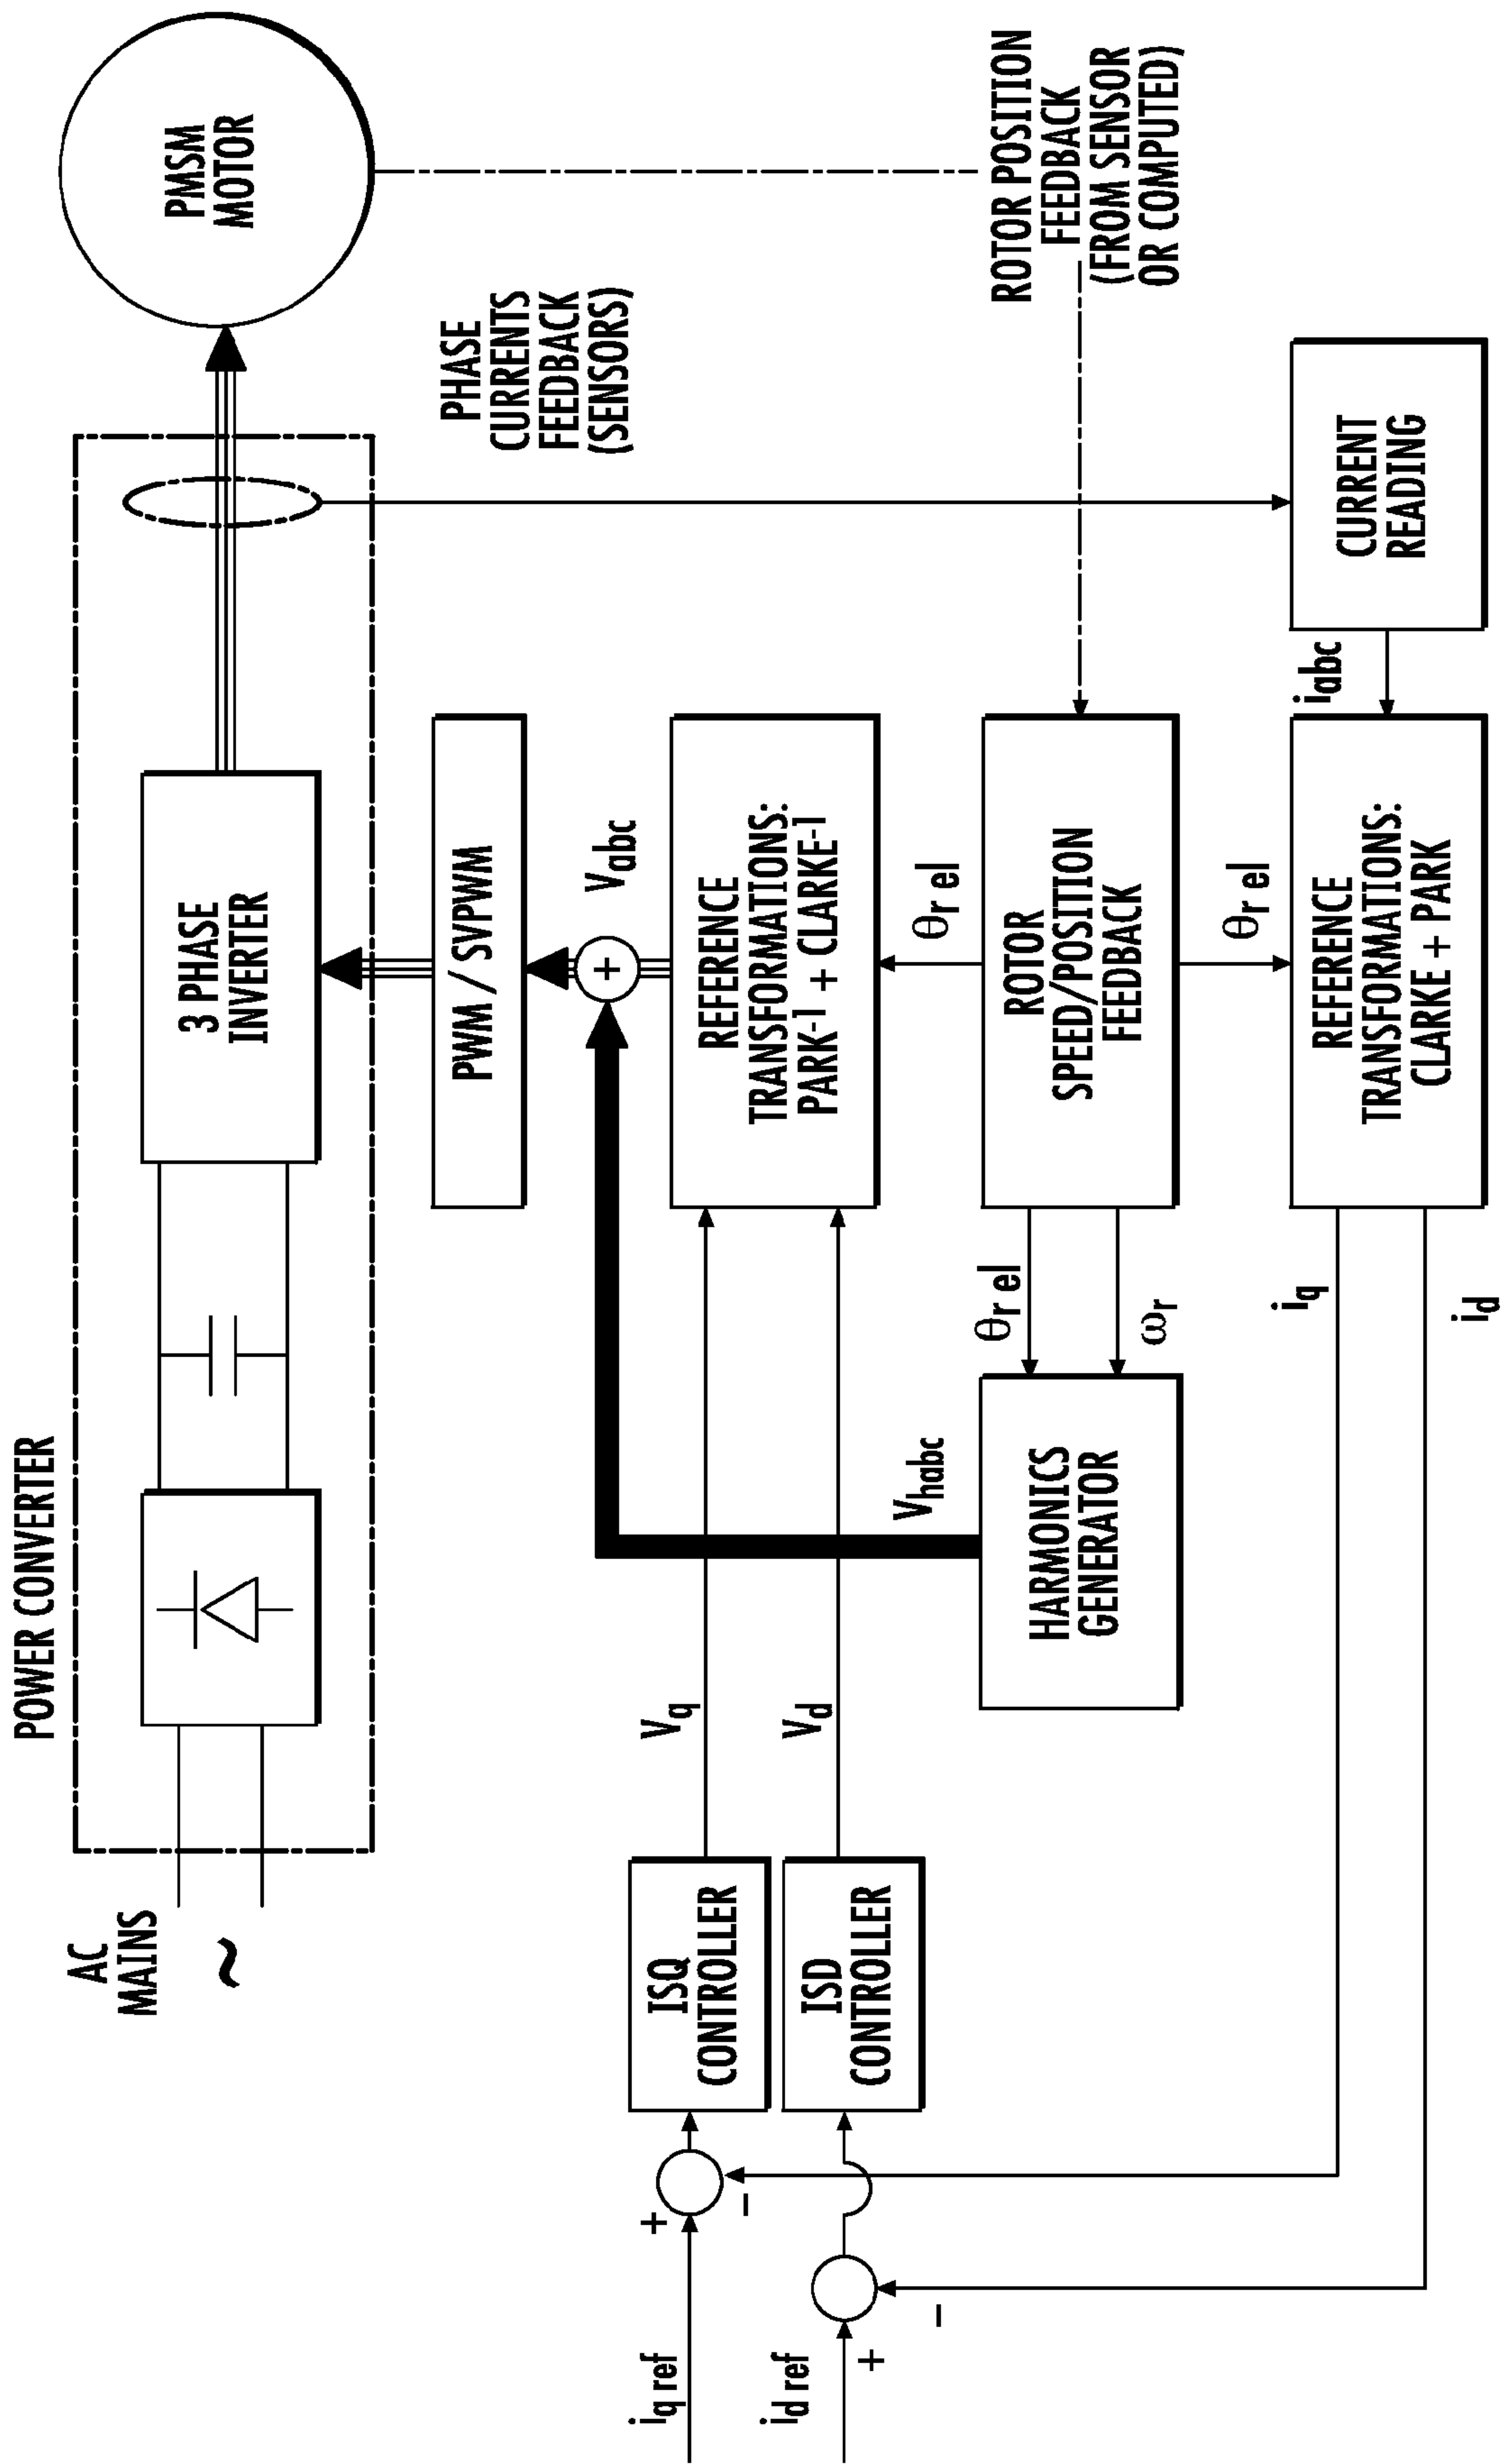 POWER CONVERTER
AC
MAINS
~
3 PHASE
INVERTER
PMSM
MOTOR
PHASE
CURRENTS
FEEDBACK
(SENSORS)
PWM / SVPWM
+
Vabc
iq ref
+
−
ISQ
CONTROLLER
Vq
id ref
+
−
ISD
CONTROLLER
Vd
REFERENCE
TRANSFORMATIONS:
PARK-1 + CLARKE-1
Vhabc
θr el
HARMONICS
GENERATOR
θr el
ωr
ROTOR
SPEED/POSITION
FEEDBACK
ROTOR POSITION
FEEDBACK
(FROM SENSOR
OR COMPUTED)
θr el
iq
id
REFERENCE
TRANSFORMATIONS:
CLARKE + PARK
iabc
CURRENT
READING